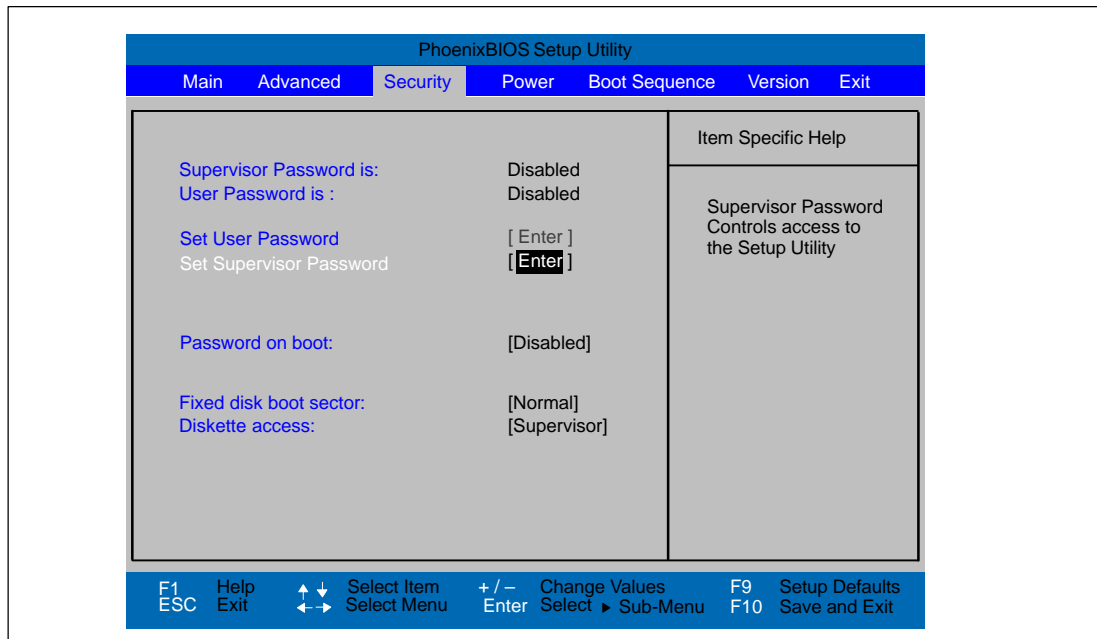 PhoenixBIOS Setup Utility
Main Advanced Security Power Boot Sequence Version Exit
Item Specific Help
Supervisor Password is: Disabled
User Password is : Disabled
Supervisor Password
Controls access to
the Setup Utility
Set User Password [ Enter ]
Set Supervisor Password [ Enter ]
Password on boot: [Disabled]
Fixed disk boot sector: [Normal]
Diskette access: [Supervisor]
F1 Help ↑ ↓ Select Item + / – Change Values F9 Setup Defaults
ESC Exit ←→ Select Menu Enter Select ▶ Sub-Menu F10 Save and Exit